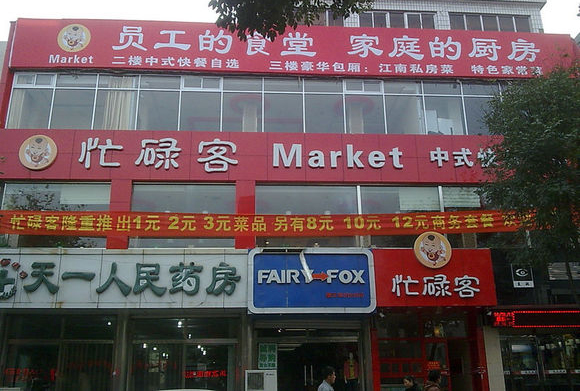 员工的食堂 家庭的厨房
Market 二楼中式快餐自选 三楼豪华包厢：江南私房菜 特色家常菜
忙碌客 Market 中式快
忙碌客隆重推出1元 2元 3元菜品 另有8元 10元 12元商务套餐
天一人民药房
FAIRY FOX
忙碌客